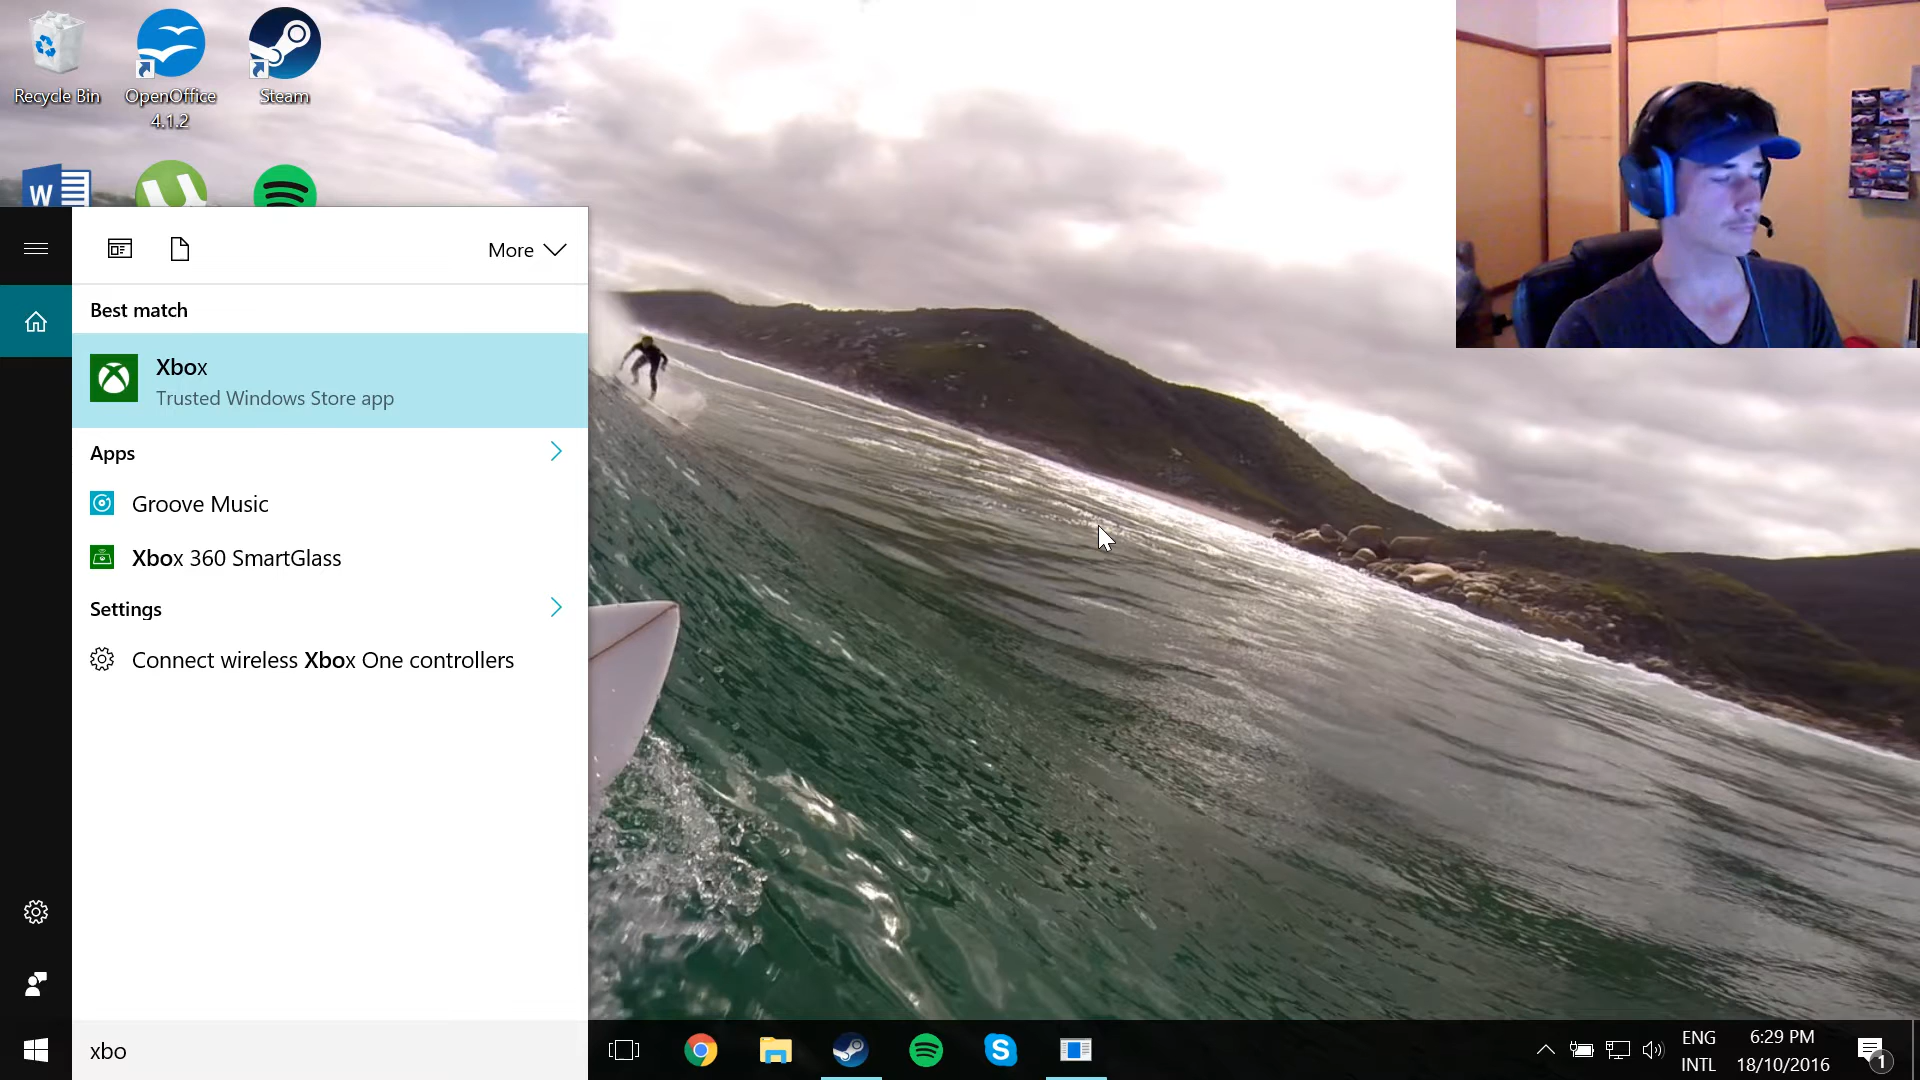 Recycle Bin
OpenOffice
4.1.2
Steam
W
More
Best match
Xbox
Trusted Windows Store app
Apps
Groove Music
Xbox 360 SmartGlass
Settings
Connect wireless Xbox One controllers
xbo
ENG
INTL
6:29 PM
18/10/2016
1